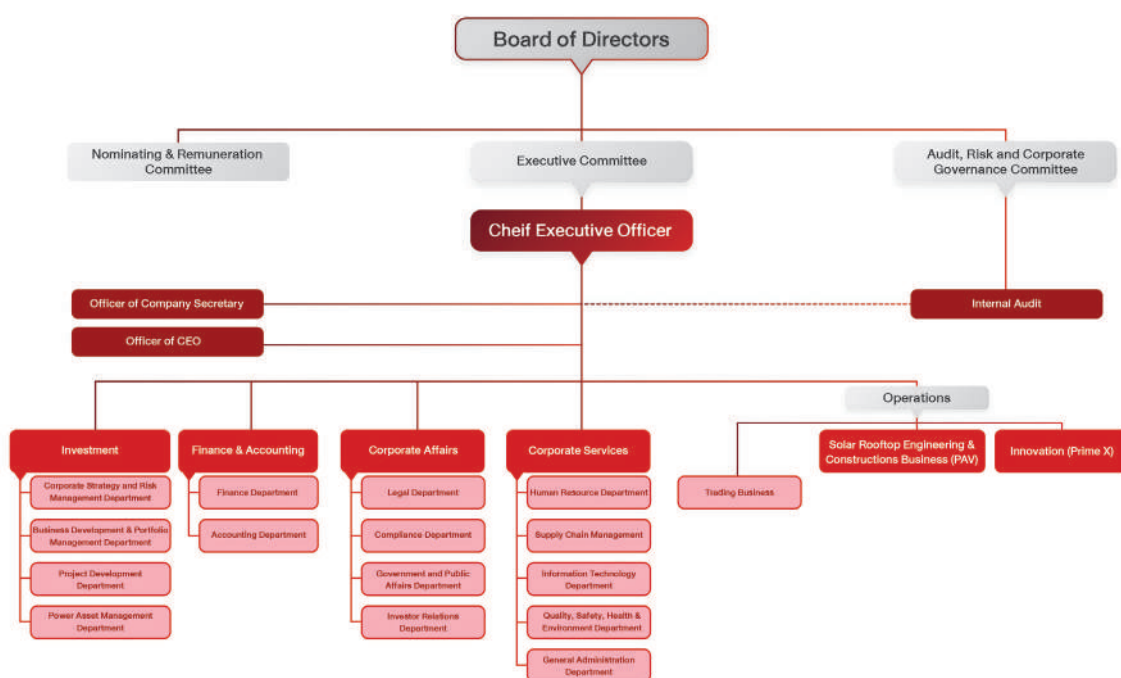 Board of Directors
Nominating & Remuneration
Committee
Executive Committee
Audit, Risk and Corporate
Governance Committee
Cheif Executive Officer
Officer of Company Secretary
Internal Audit
Officer of CEO
Operations
Investment
Finance & Accounting
Corporate Affairs
Corporate Services
Solar Rooftop Engineering &
Constructions Business (PAV)
Innovation (Prime X)
Corporate Strategy and Risk
Management Department
Finance Department
Legal Department
Human Resource Department
Trading Business
Business Development & Portfolio
Management Department
Accounting Department
Compliance Department
Supply Chain Management
Project Development
Department
Government and Public
Affairs Department
Information Technology
Department
Power Asset Management
Department
Investor Relations
Department
Quality, Safety, Health &
Environment Department
General Administration
Department